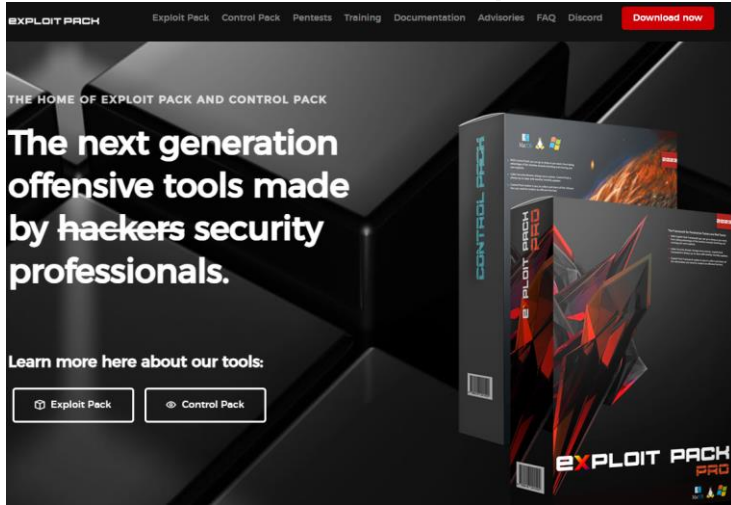 EXPLOIT PACK
Exploit Pack Control Pack Pentests Training Documentation Advisories FAQ Discord Download now
THE HOME OF EXPLOIT PACK AND CONTROL PACK
The next generation
offensive tools made
by hackers security
professionals.
Learn more here about our tools:
Exploit Pack Control Pack
CONTROL PACK
EXPLOIT PACK PRO
EXPLOIT PACK
PRO